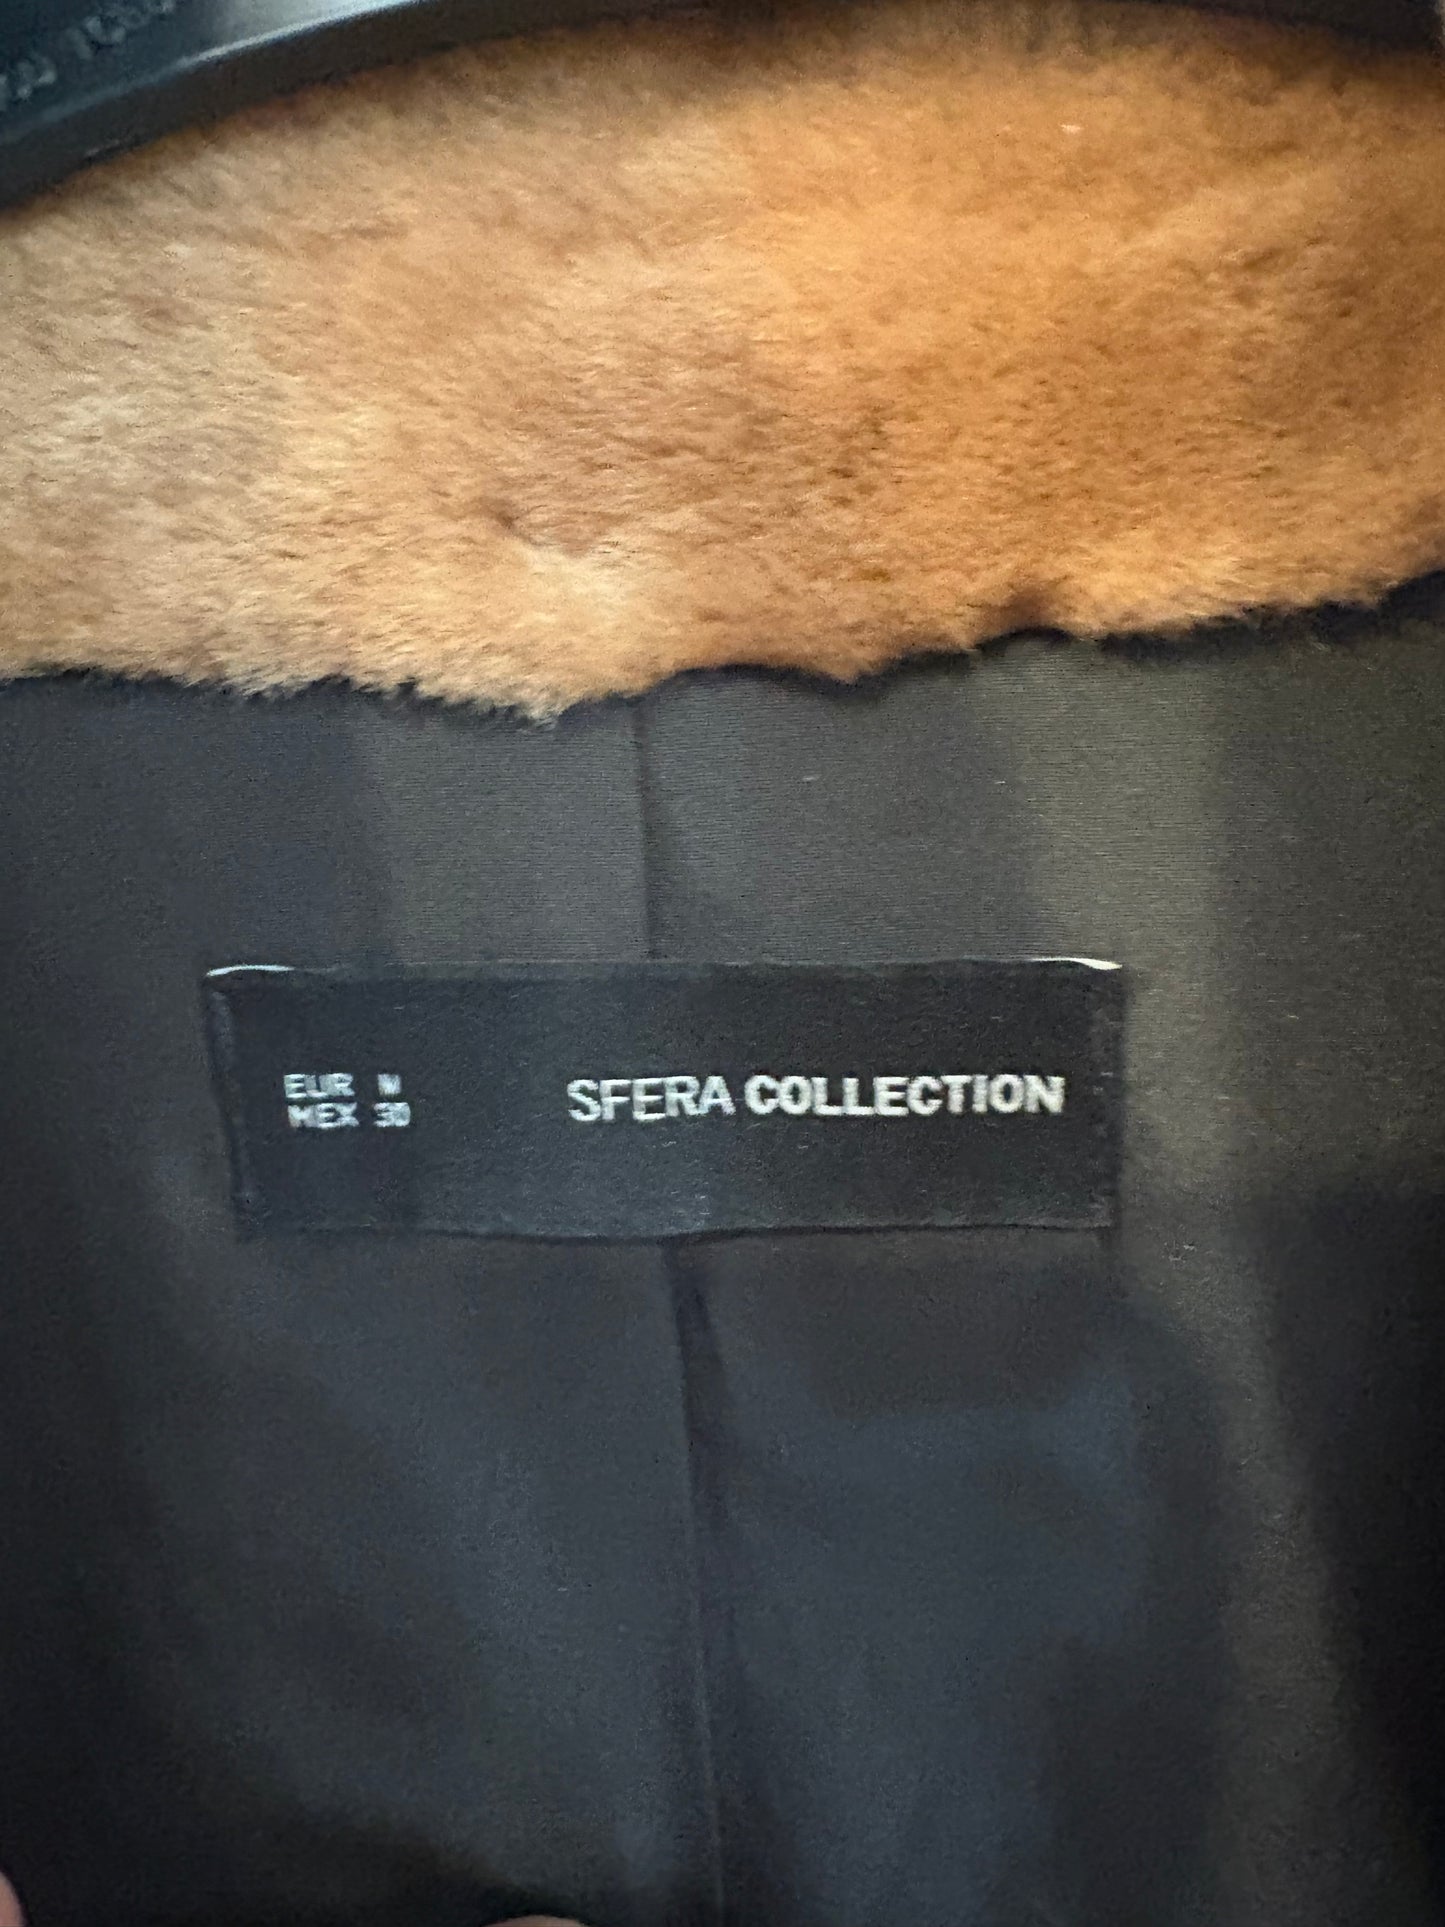 EUR M
MEX 30
SFERA COLLECTION